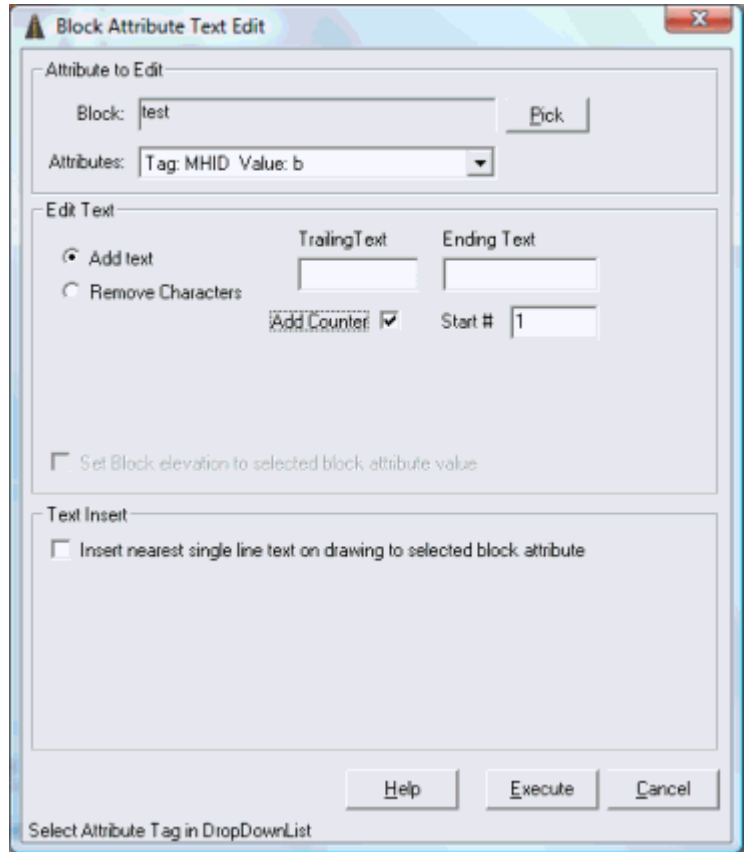 Block Attribute Text Edit
Attribute to Edit
Block: test Pick
Attributes: Tag: MHID Value: b
Edit Text
TrailingText Ending Text
Add text
Remove Characters
Add Counter Start # 1
Set Block elevation to selected block attribute value
Text Insert
Insert nearest single line text on drawing to selected block attribute
Help Execute Cancel
Select Attribute Tag in DropDownList